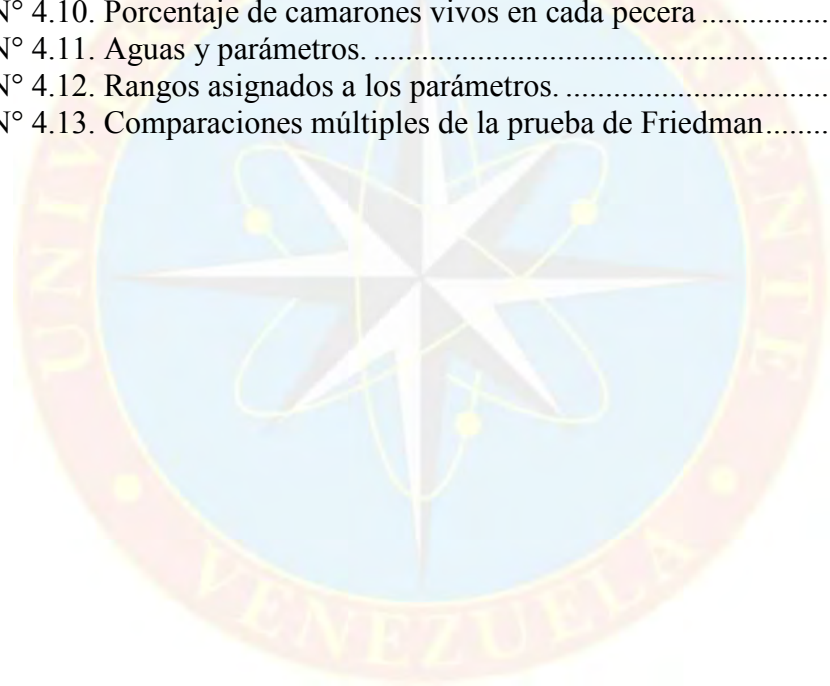 N° 4.10. Porcentaje de camarones vivos en cada pecera ................
N° 4.11. Aguas y parámetros. ..........................................................
N° 4.12. Rangos asignados a los parámetros. .................................
N° 4.13. Comparaciones múltiples de la prueba de Friedman........
VENEZUELA